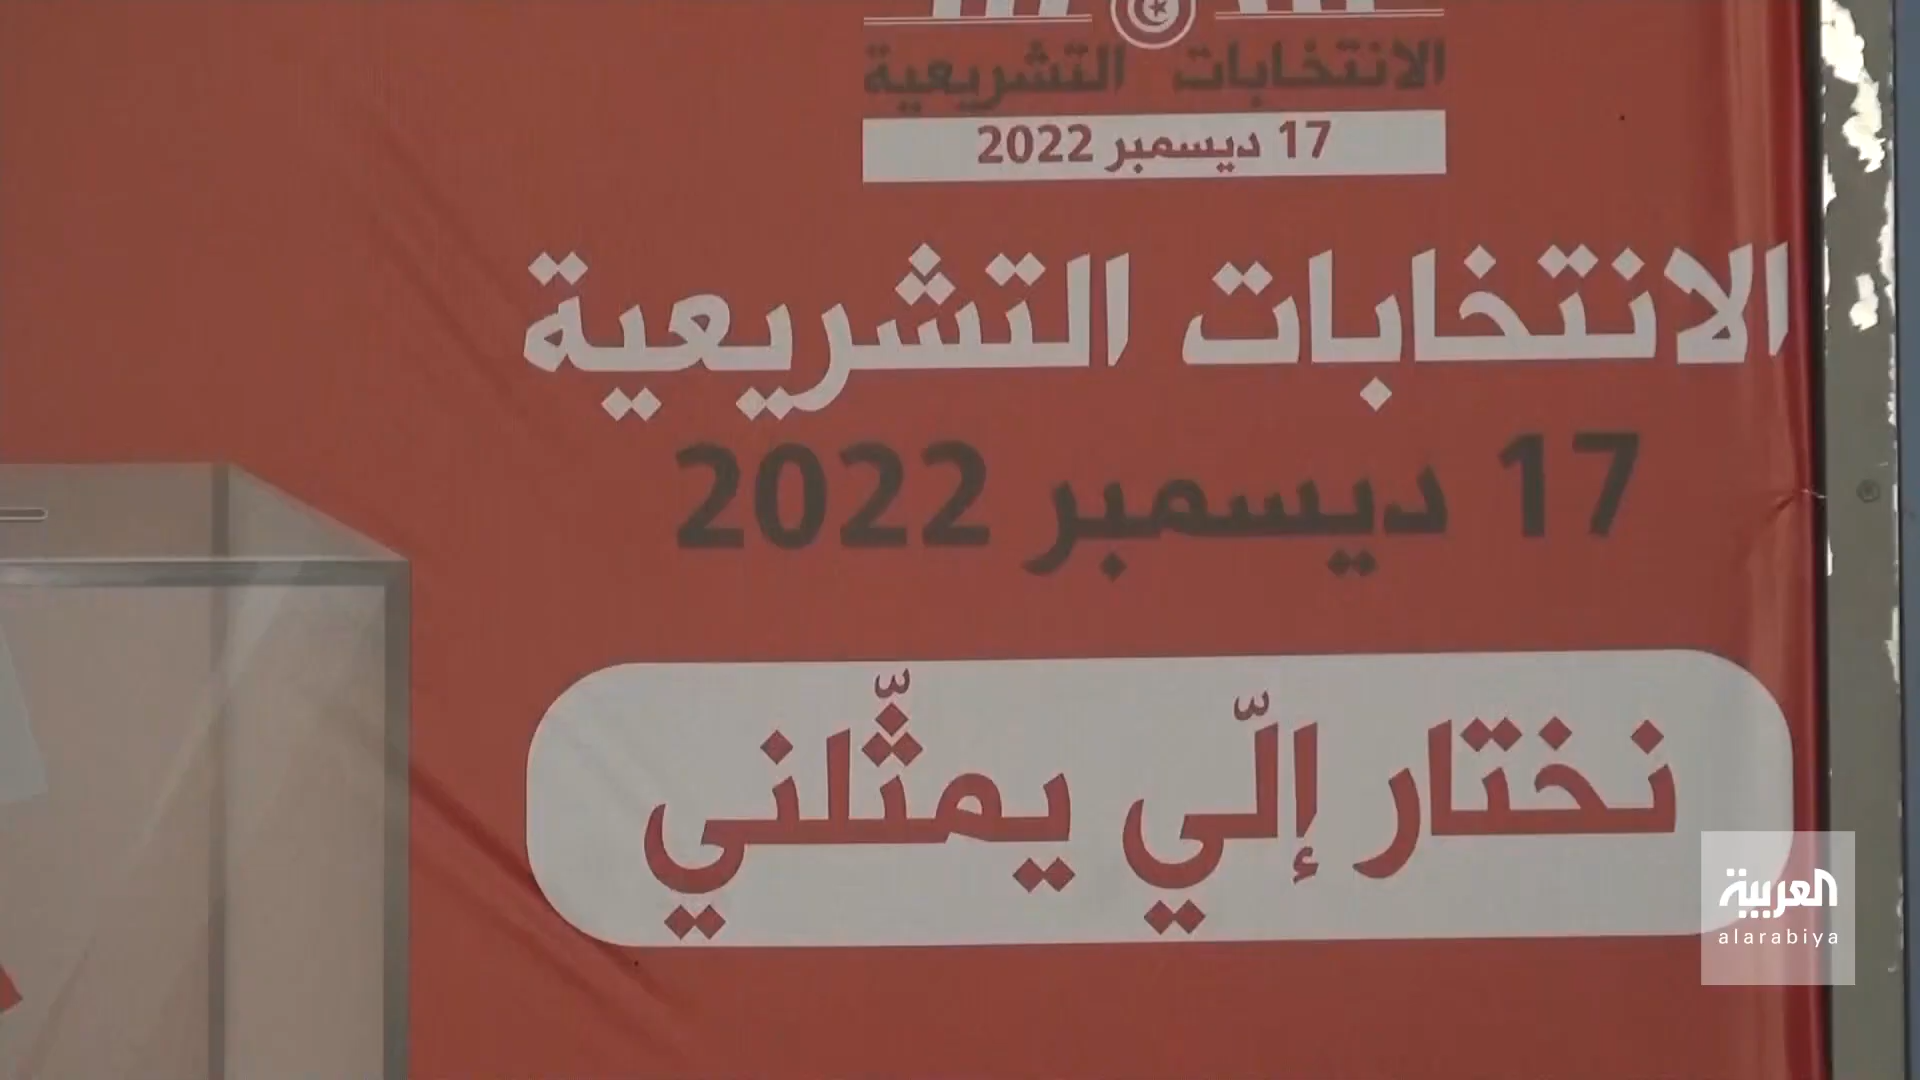 الانتخابات التشريعية
17 ديسمبر 2022
الانتخابات التشريعية
17 ديسمبر 2022
نختار إلّي يمثّلني
العربية
alarabiya